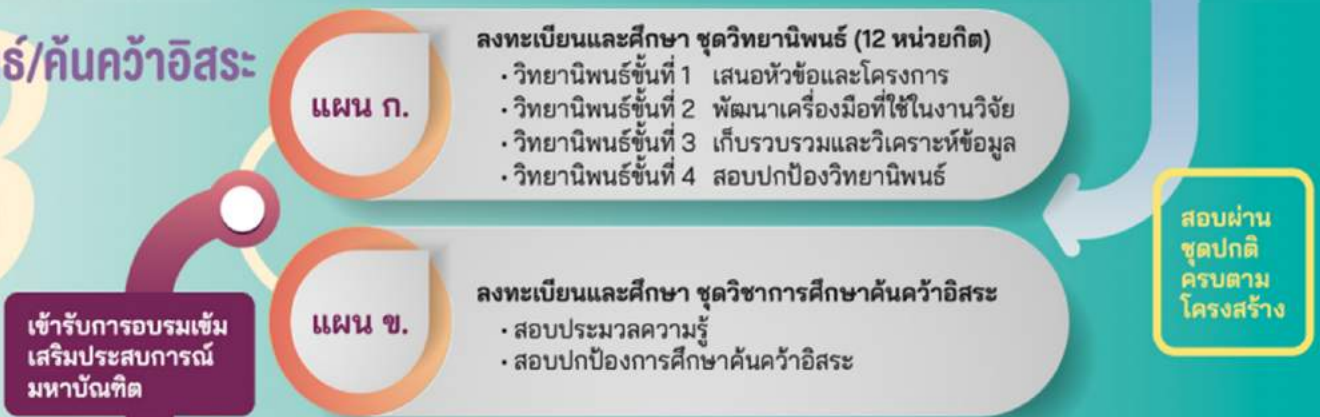 ธ์/ค้นคว้าอิสระ
แผน ก.
ลงทะเบียนและศึกษา ชุดวิทยานิพนธ์ (12 หน่วยกิต)
· วิทยานิพนธ์ขั้นที่ 1 เสนอหัวข้อและโครงการ
· วิทยานิพนธ์ขั้นที่ 2 พัฒนาเครื่องมือที่ใช้ในงานวิจัย
· วิทยานิพนธ์ขั้นที่ 3 เก็บรวบรวมและวิเคราะห์ข้อมูล
· วิทยานิพนธ์ขั้นที่ 4 สอบปกป้องวิทยานิพนธ์
สอบผ่าน
ชุดปกติ
ครบตาม
โครงสร้าง
แผน ข.
ลงทะเบียนและศึกษา ชุดวิชาการศึกษาค้นคว้าอิสระ
· สอบประมวลความรู้
· สอบปกป้องการศึกษาค้นคว้าอิสระ
เข้ารับการอบรมเข้ม
เสริมประสบการณ์
มหาบัณฑิต